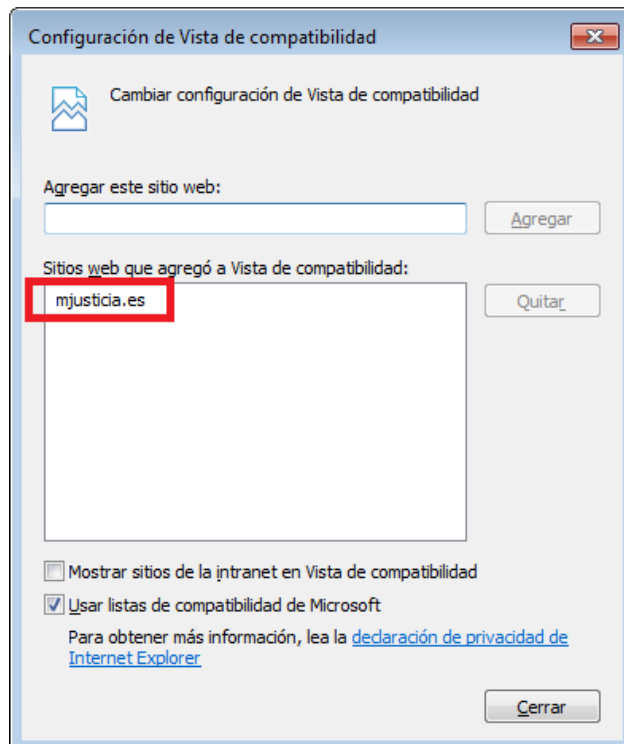 Configuración de Vista de compatibilidad
Cambiar configuración de Vista de compatibilidad
Agregar este sitio web:
Agregar
Sitios web que agregó a Vista de compatibilidad:
mjusticia.es
Quitar
Mostrar sitios de la intranet en Vista de compatibilidad
Usar listas de compatibilidad de Microsoft
Para obtener más información, lea la declaración de privacidad de
Internet Explorer
Cerrar